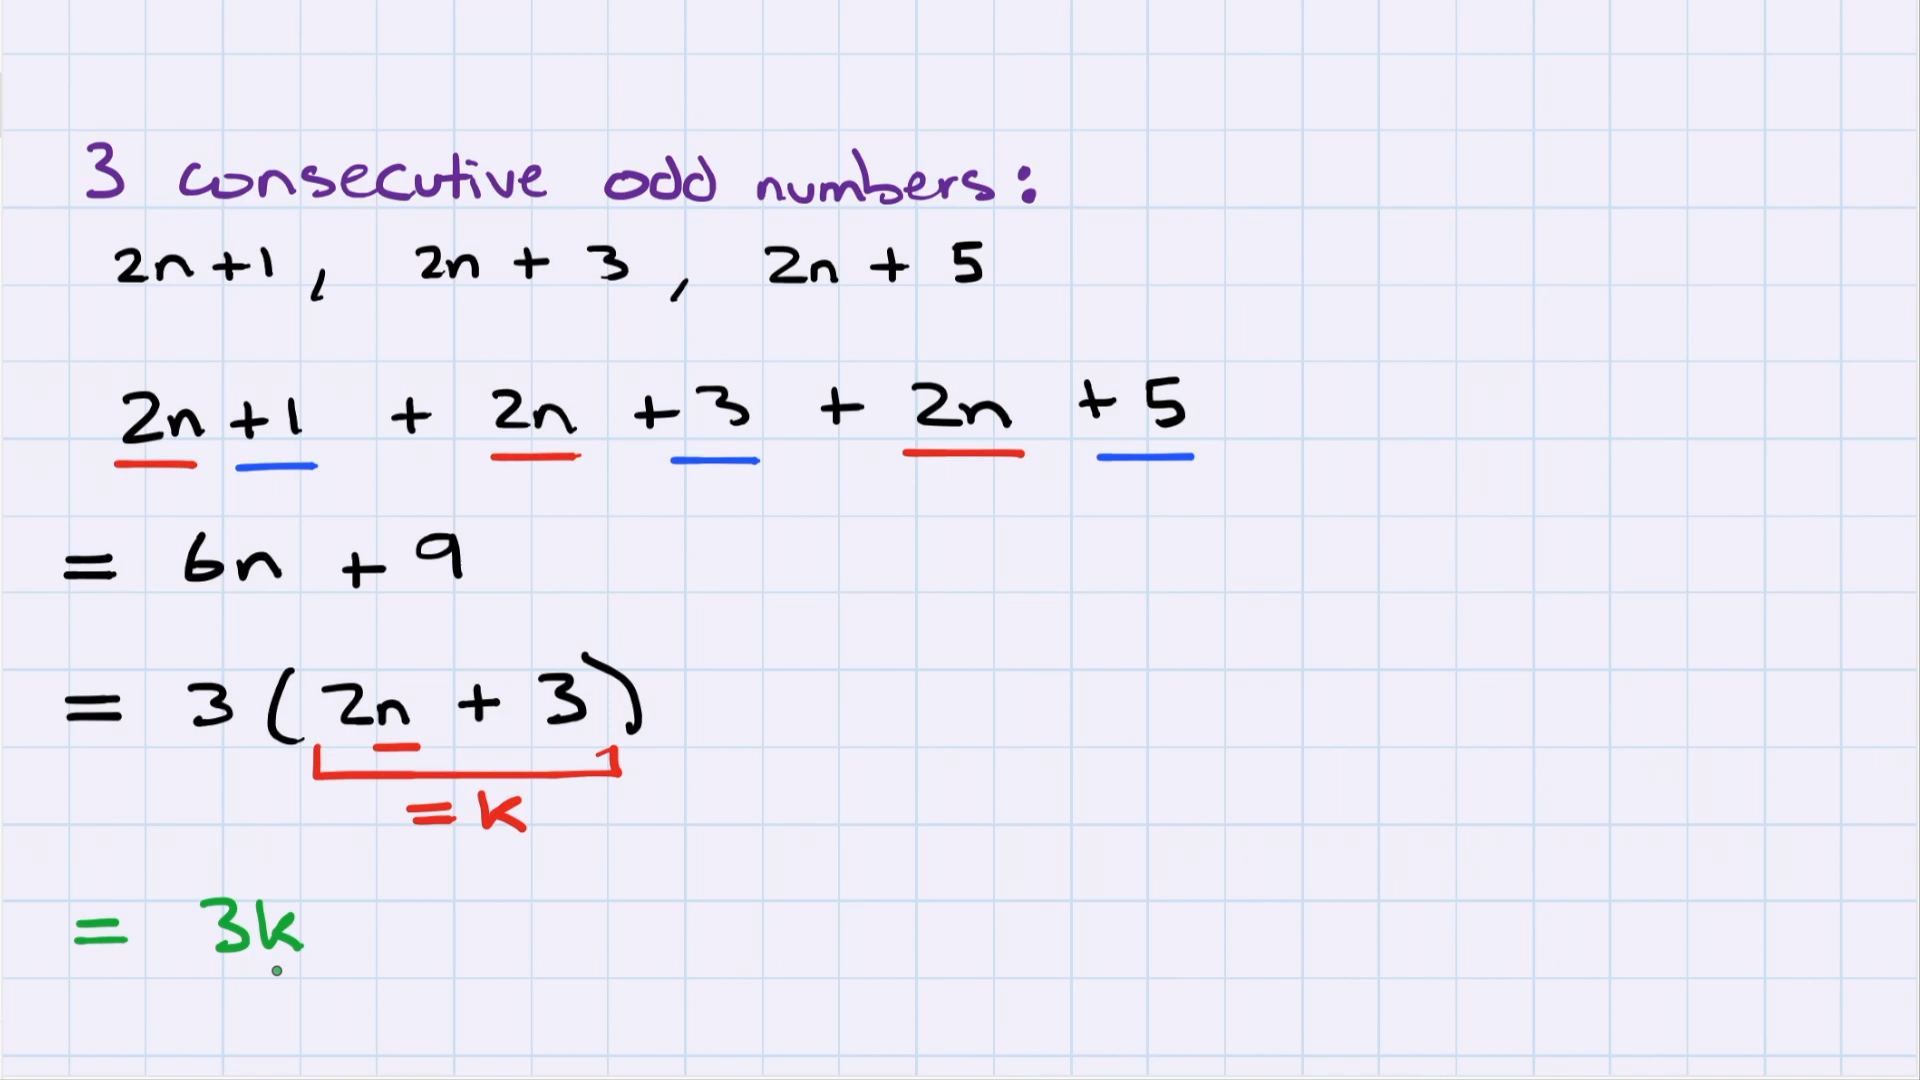 3 consecutive odd numbers:
2n+1, 2n + 3, 2n + 5
2n +1 + 2n +3 + 2n +5
= 6n + 9
= 3(2n + 3)
= k
= 3k